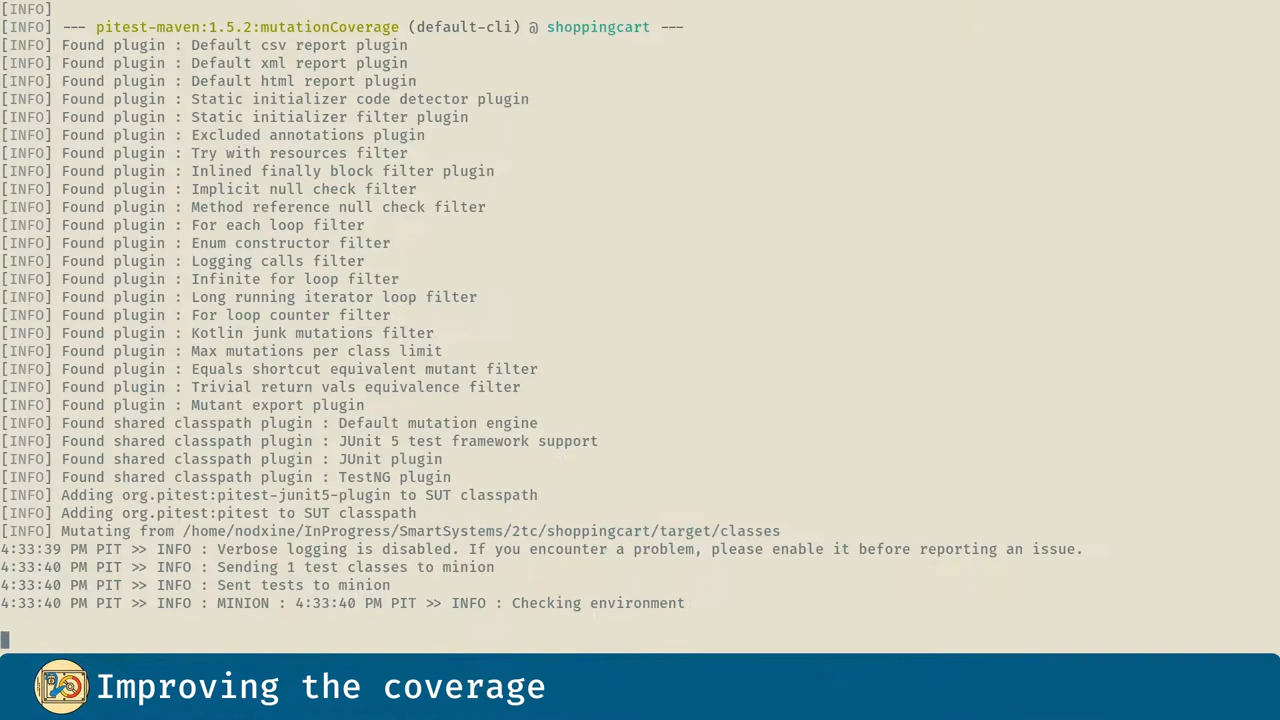 [INFO]
[INFO] --- pitest-maven:1.5.2:mutationCoverage (default-cli) @ shoppingcart ---
[INFO] Found plugin : Default csv report plugin
[INFO] Found plugin : Default xml report plugin
[INFO] Found plugin : Default html report plugin
[INFO] Found plugin : Static initializer code detector plugin
[INFO] Found plugin : Static initializer filter plugin
[INFO] Found plugin : Excluded annotations plugin
[INFO] Found plugin : Try with resources filter
[INFO] Found plugin : Inlined finally block filter plugin
[INFO] Found plugin : Implicit null check filter
[INFO] Found plugin : Method reference null check filter
[INFO] Found plugin : For each loop filter
[INFO] Found plugin : Enum constructor filter
[INFO] Found plugin : Logging calls filter
[INFO] Found plugin : Infinite for loop filter
[INFO] Found plugin : Long running iterator loop filter
[INFO] Found plugin : For loop counter filter
[INFO] Found plugin : Kotlin junk mutations filter
[INFO] Found plugin : Max mutations per class limit
[INFO] Found plugin : Equals shortcut equivalent mutant filter
[INFO] Found plugin : Trivial return vals equivalence filter
[INFO] Found plugin : Mutant export plugin
[INFO] Found shared classpath plugin : Default mutation engine
[INFO] Found shared classpath plugin : JUnit 5 test framework support
[INFO] Found shared classpath plugin : JUnit plugin
[INFO] Found shared classpath plugin : TestNG plugin
[INFO] Adding org.pitest:pitest-junit5-plugin to SUT classpath
[INFO] Adding org.pitest:pitest to SUT classpath
[INFO] Mutating from /home/nodxine/InProgress/SmartSystems/2tc/shoppingcart/target/classes
4:33:39 PM PIT >> INFO : Verbose logging is disabled. If you encounter a problem, please enable it before reporting an issue.
4:33:40 PM PIT >> INFO : Sending 1 test classes to minion
4:33:40 PM PIT >> INFO : Sent tests to minion
4:33:40 PM PIT >> INFO : MINION : 4:33:40 PM PIT >> INFO : Checking environment
Improving the coverage